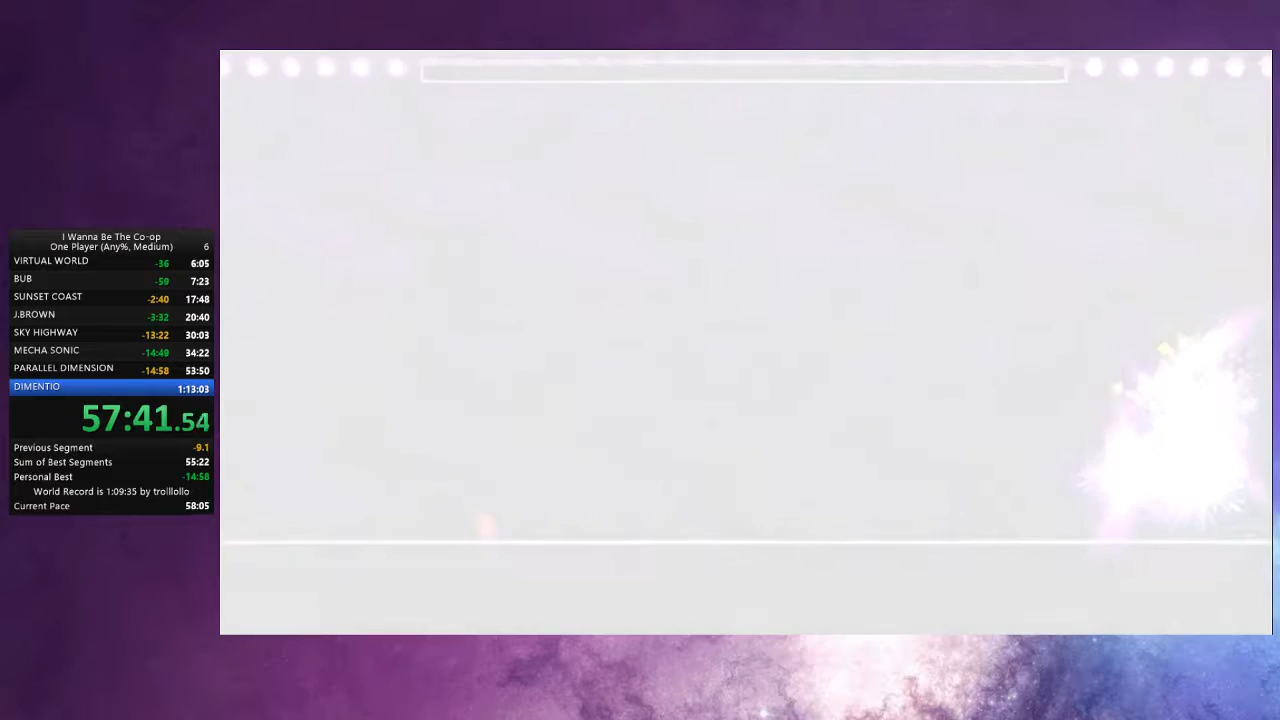 I Wanna Be The Co-op
One Player (Any%, Medium) 6
VIRTUAL WORLD -36 6:05
BUB -59 7:23
SUNSET COAST -2:40 17:48
J.BROWN -3:32 20:40
SKY HIGHWAY -13:22 30:03
MECHA SONIC -14:49 34:22
PARALLEL DIMENSION -14:58 53:50
DIMENTIO 1:13:03
57:41.54
Previous Segment -9.1
Sum of Best Segments 55:22
Personal Best -14:58
World Record is 1:09:35 by trolllollo
Current Pace 58:05